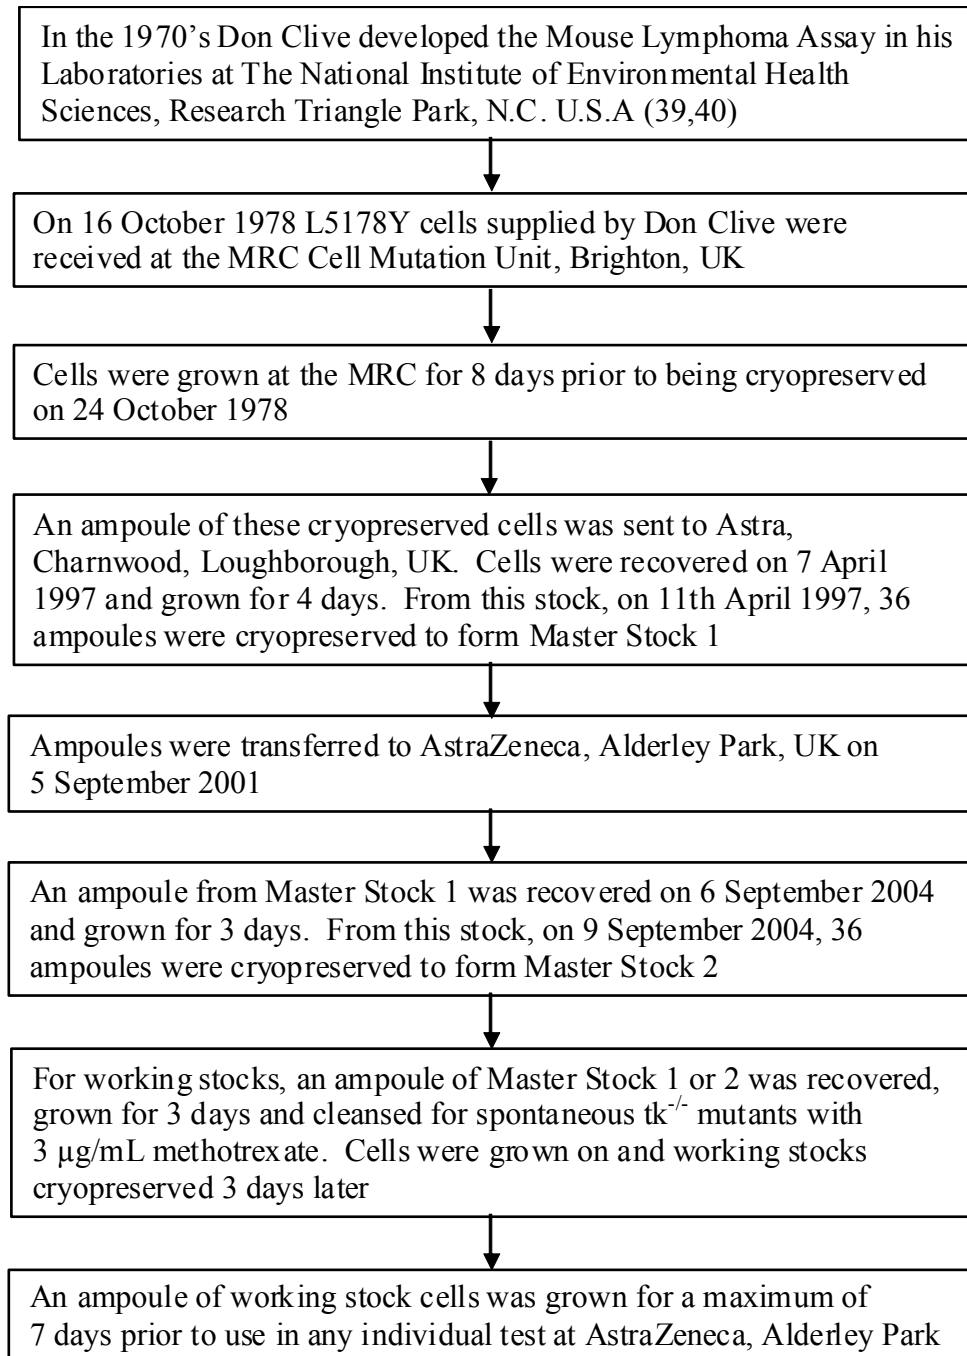 In the 1970’s Don Clive developed the Mouse Lymphoma Assay in his
Laboratories at The National Institute of Environmental Health
Sciences, Research Triangle Park, N.C. U.S.A (39,40)
On 16 October 1978 L5178Y cells supplied by Don Clive were
received at the MRC Cell Mutation Unit, Brighton, UK
Cells were grown at the MRC for 8 days prior to being cryopreserved
on 24 October 1978
An ampoule of these cryopreserved cells was sent to Astra,
Charnwood, Loughborough, UK.  Cells were recovered on 7 April
1997 and grown for 4 days.  From this stock, on 11th April 1997, 36
ampoules were cryopreserved to form Master Stock 1
Ampoules were transferred to AstraZeneca, Alderley Park, UK on
5 September 2001
An ampoule from Master Stock 1 was recovered on 6 September 2004
and grown for 3 days.  From this stock, on 9 September 2004, 36
ampoules were cryopreserved to form Master Stock 2
For working stocks, an ampoule of Master Stock 1 or 2 was recovered,
grown for 3 days and cleansed for spontaneous tk⁻/⁻ mutants with
3 µg/mL methotrexate.  Cells were grown on and working stocks
cryopreserved 3 days later
An ampoule of working stock cells was grown for a maximum of
7 days prior to use in any individual test at AstraZeneca, Alderley Park